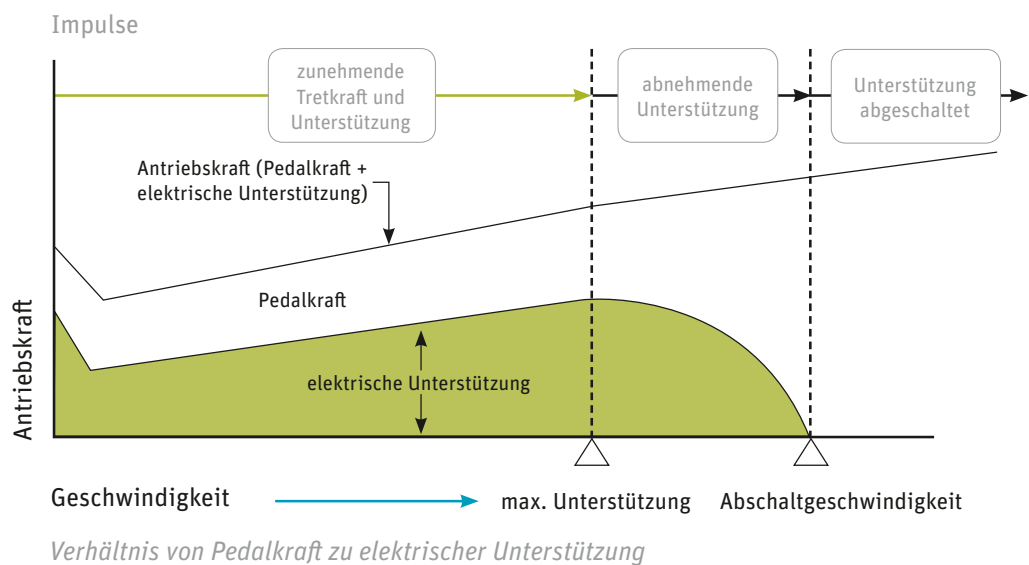 Impulse
zunehmende
Tretkraft und
Unterstützung
abnehmende
Unterstützung
Unterstützung
abgeschaltet
Antriebskraft (Pedalkraft +
elektrische Unterstützung)
Pedalkraft
elektrische Unterstützung
Antriebskraft
Geschwindigkeit
max. Unterstützung
Abschaltgeschwindigkeit
Verhältnis von Pedalkraft zu elektrischer Unterstützung